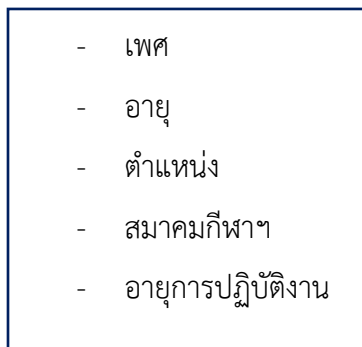 - เพศ
- อายุ
- ตำแหน่ง
- สมาคมกีฬาฯ
- อายุการปฏิบัติงาน